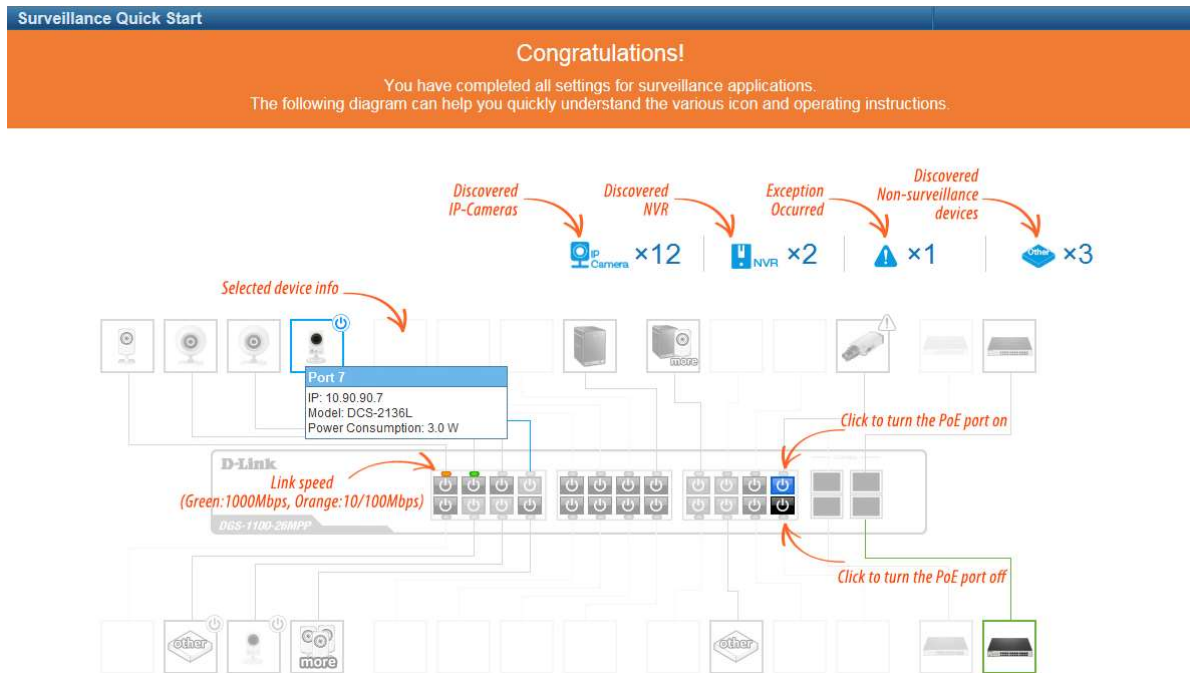 Surveillance Quick Start
Congratulations!
You have completed all settings for surveillance applications.
The following diagram can help you quickly understand the various icon and operating instructions.
Discovered
IP-Cameras
Discovered
NVR
Exception
Occurred
Discovered
Non-surveillance
devices
IP
Camera ×12
NVR ×2
×1
Other ×3
Selected device info
more
Port 7
IP: 10.90.90.7
Model: DCS-2136L
Power Consumption: 3.0 W
Click to turn the PoE port on
D-Link
Link speed
(Green:1000Mbps, Orange:10/100Mbps)
DGS-1100-26MPP
Click to turn the PoE port off
other
more
other